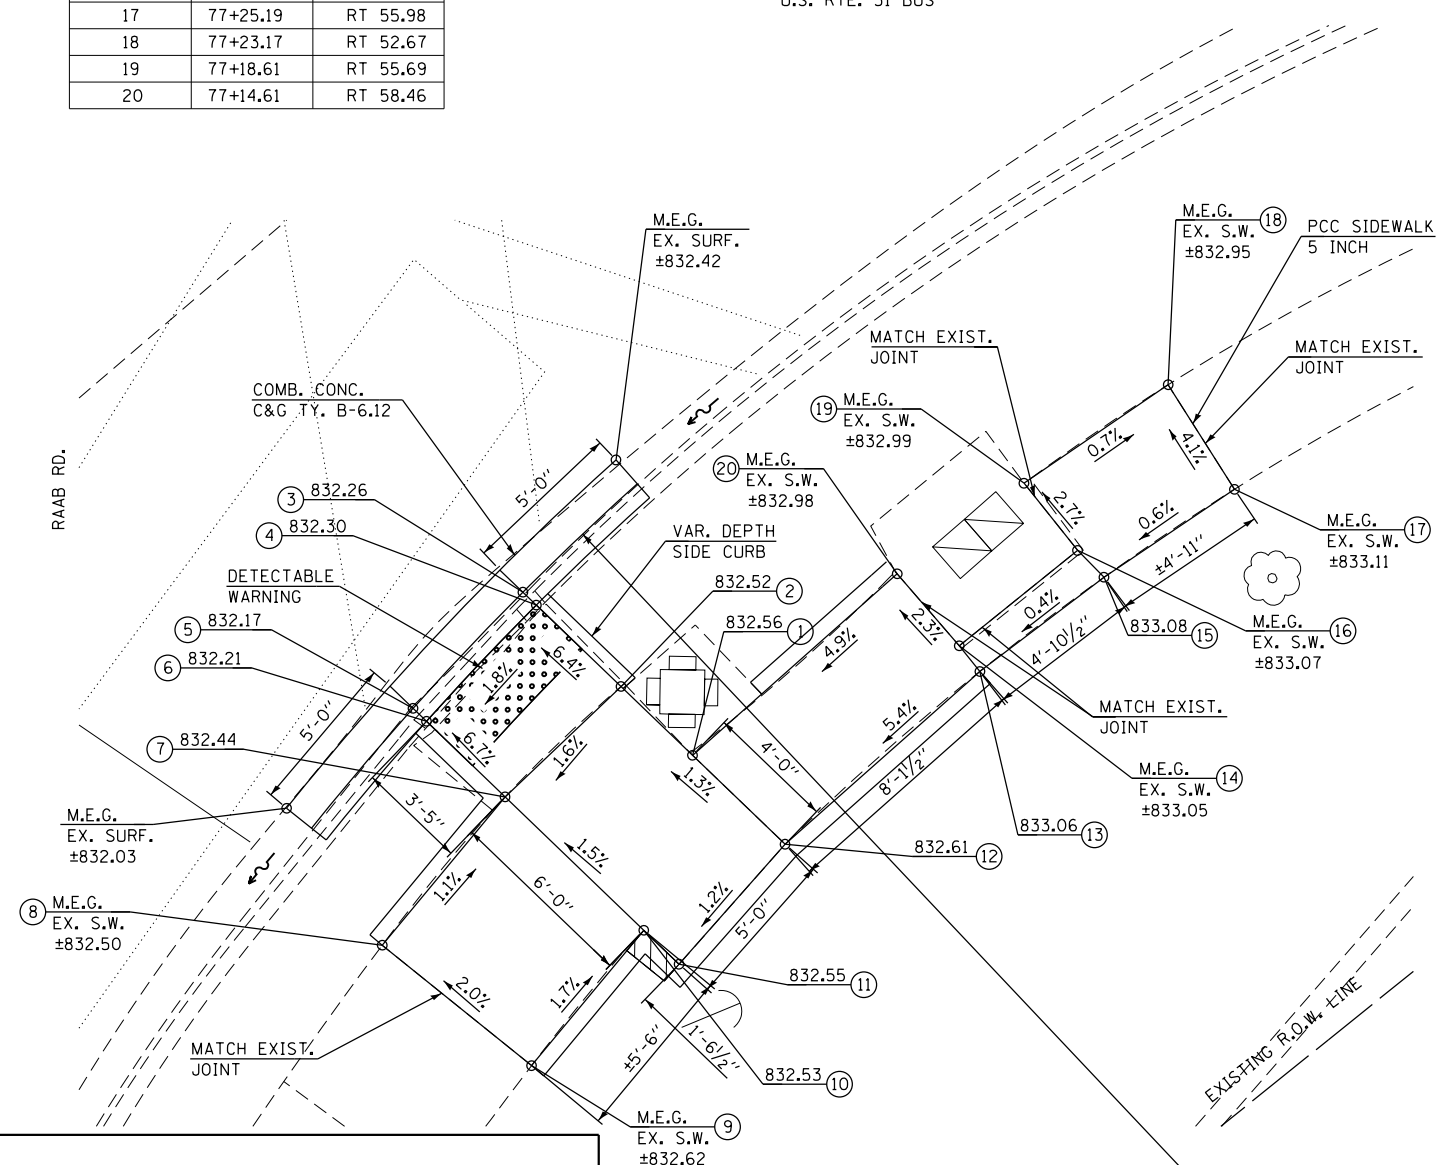 U.S. RTE. 51 BUS
17 77+25.19 RT 55.98
18 77+23.17 RT 52.67
19 77+18.61 RT 55.69
20 77+14.61 RT 58.46
M.E.G.
EX. SURF.
±832.42
M.E.G. 18
EX. S.W.
±832.95
PCC SIDEWALK
5 INCH
MATCH EXIST.
JOINT
MATCH EXIST.
JOINT
COMB. CONC.
C&G TY. B-6.12
19 M.E.G.
EX. S.W.
±832.99
0.7%
4.1%
RAAB RD.
20 M.E.G.
EX. S.W.
±832.98
5'-0"
3 832.26
4 832.30
2.7%
0.6%
VAR. DEPTH
SIDE CURB
M.E.G. 17
EX. S.W.
±833.11
±4'-11"
DETECTABLE
WARNING
832.52 2
0.4%
5 832.17
832.56 1
2.3%
833.08 15
M.E.G. 16
EX. S.W.
±833.07
6 832.21
6.4%
1.8%
4.9%
4'-10 1/2"
5'-0"
7 832.44
6.7%
1.6%
5.4%
MATCH EXIST.
JOINT
4'-0"
1.3%
8'-1 1/2"
M.E.G. 14
EX. S.W.
±833.05
3'-5"
M.E.G.
EX. SURF.
±832.03
833.06 13
832.61 12
1.5%
1.1%
6'-0"
1.2%
5'-0"
8 M.E.G.
EX. S.W.
±832.50
832.55 11
2.0%
1.7%
±5'-6"
1'-6 1/2"
MATCH EXIST.
JOINT
832.53 10
EXISTING R.O.W. LINE
M.E.G. 9
EX. S.W.
±832.62